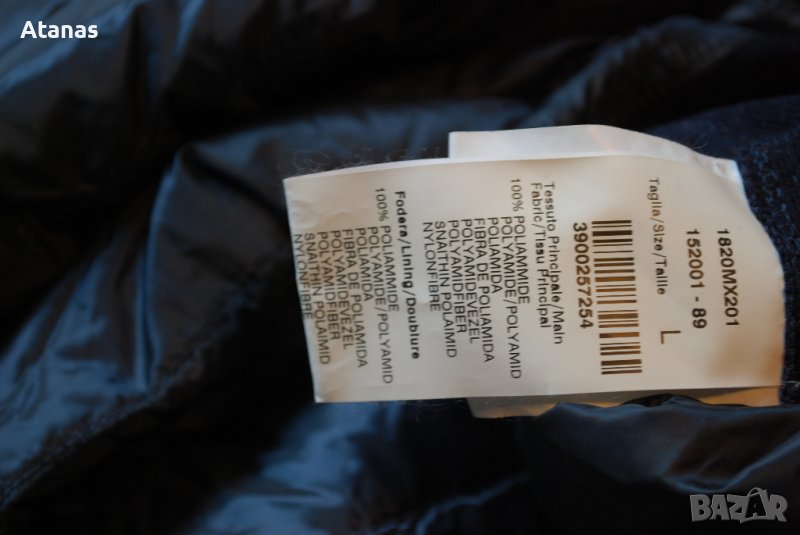 Atanas
1820MX201
152001 - 89
L
Taglia/Size/Taille
3900257254
Tessuto Principale/Main
Fabric/Tissu Principal
100% POLIAMMIDE
POLYAMIDE/POLYAMID
POLIAMIDA
FIBRA DE POLIAMIDA
POLYAMIDEVEZEL
POLYAMIDFIBER
SNAITHIN POLAIMID
NYLONFIBRE
Fodera/Lining/Doublure
100% POLIAMMIDE
POLYAMIDE/POLYAMID
POLIAMIDA
FIBRA DE POLIAMIDA
POLYAMIDEVEZEL
POLYAMIDFIBER
SNAITHIN POLAIMID
NYLONFIBRE
BAZAR